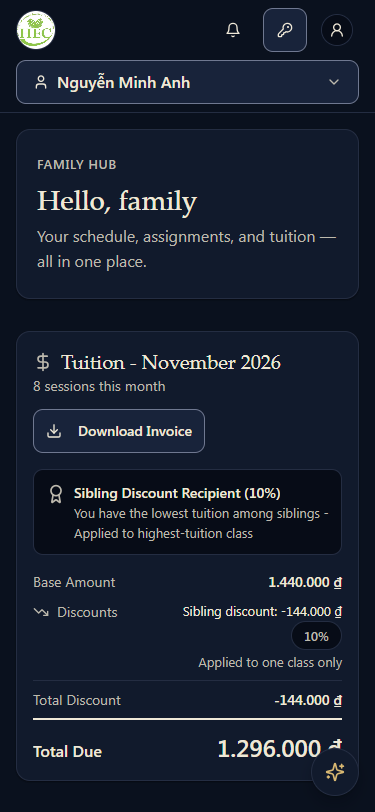 HEC
Nguyễn Minh Anh
FAMILY HUB
Hello, family
Your schedule, assignments, and tuition —
all in one place.
Tuition - November 2026
8 sessions this month
Download Invoice
Sibling Discount Recipient (10%)
You have the lowest tuition among siblings -
Applied to highest-tuition class
Base Amount 1.440.000 ₫
Discounts Sibling discount: -144.000 ₫
10%
Applied to one class only
Total Discount -144.000 ₫
Total Due 1.296.000 ₫